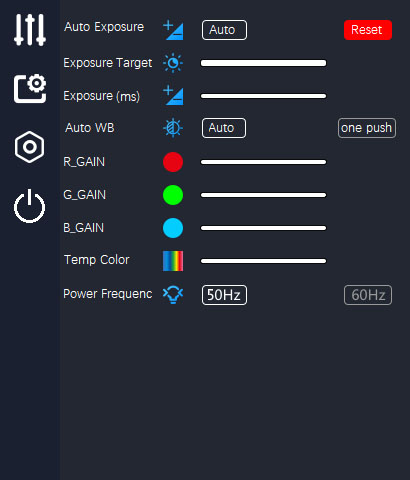 Auto Exposure Auto Reset
Exposure Target
Exposure (ms)
Auto WB Auto one push
R_GAIN
G_GAIN
B_GAIN
Temp Color
Power Frequenc 50Hz 60Hz